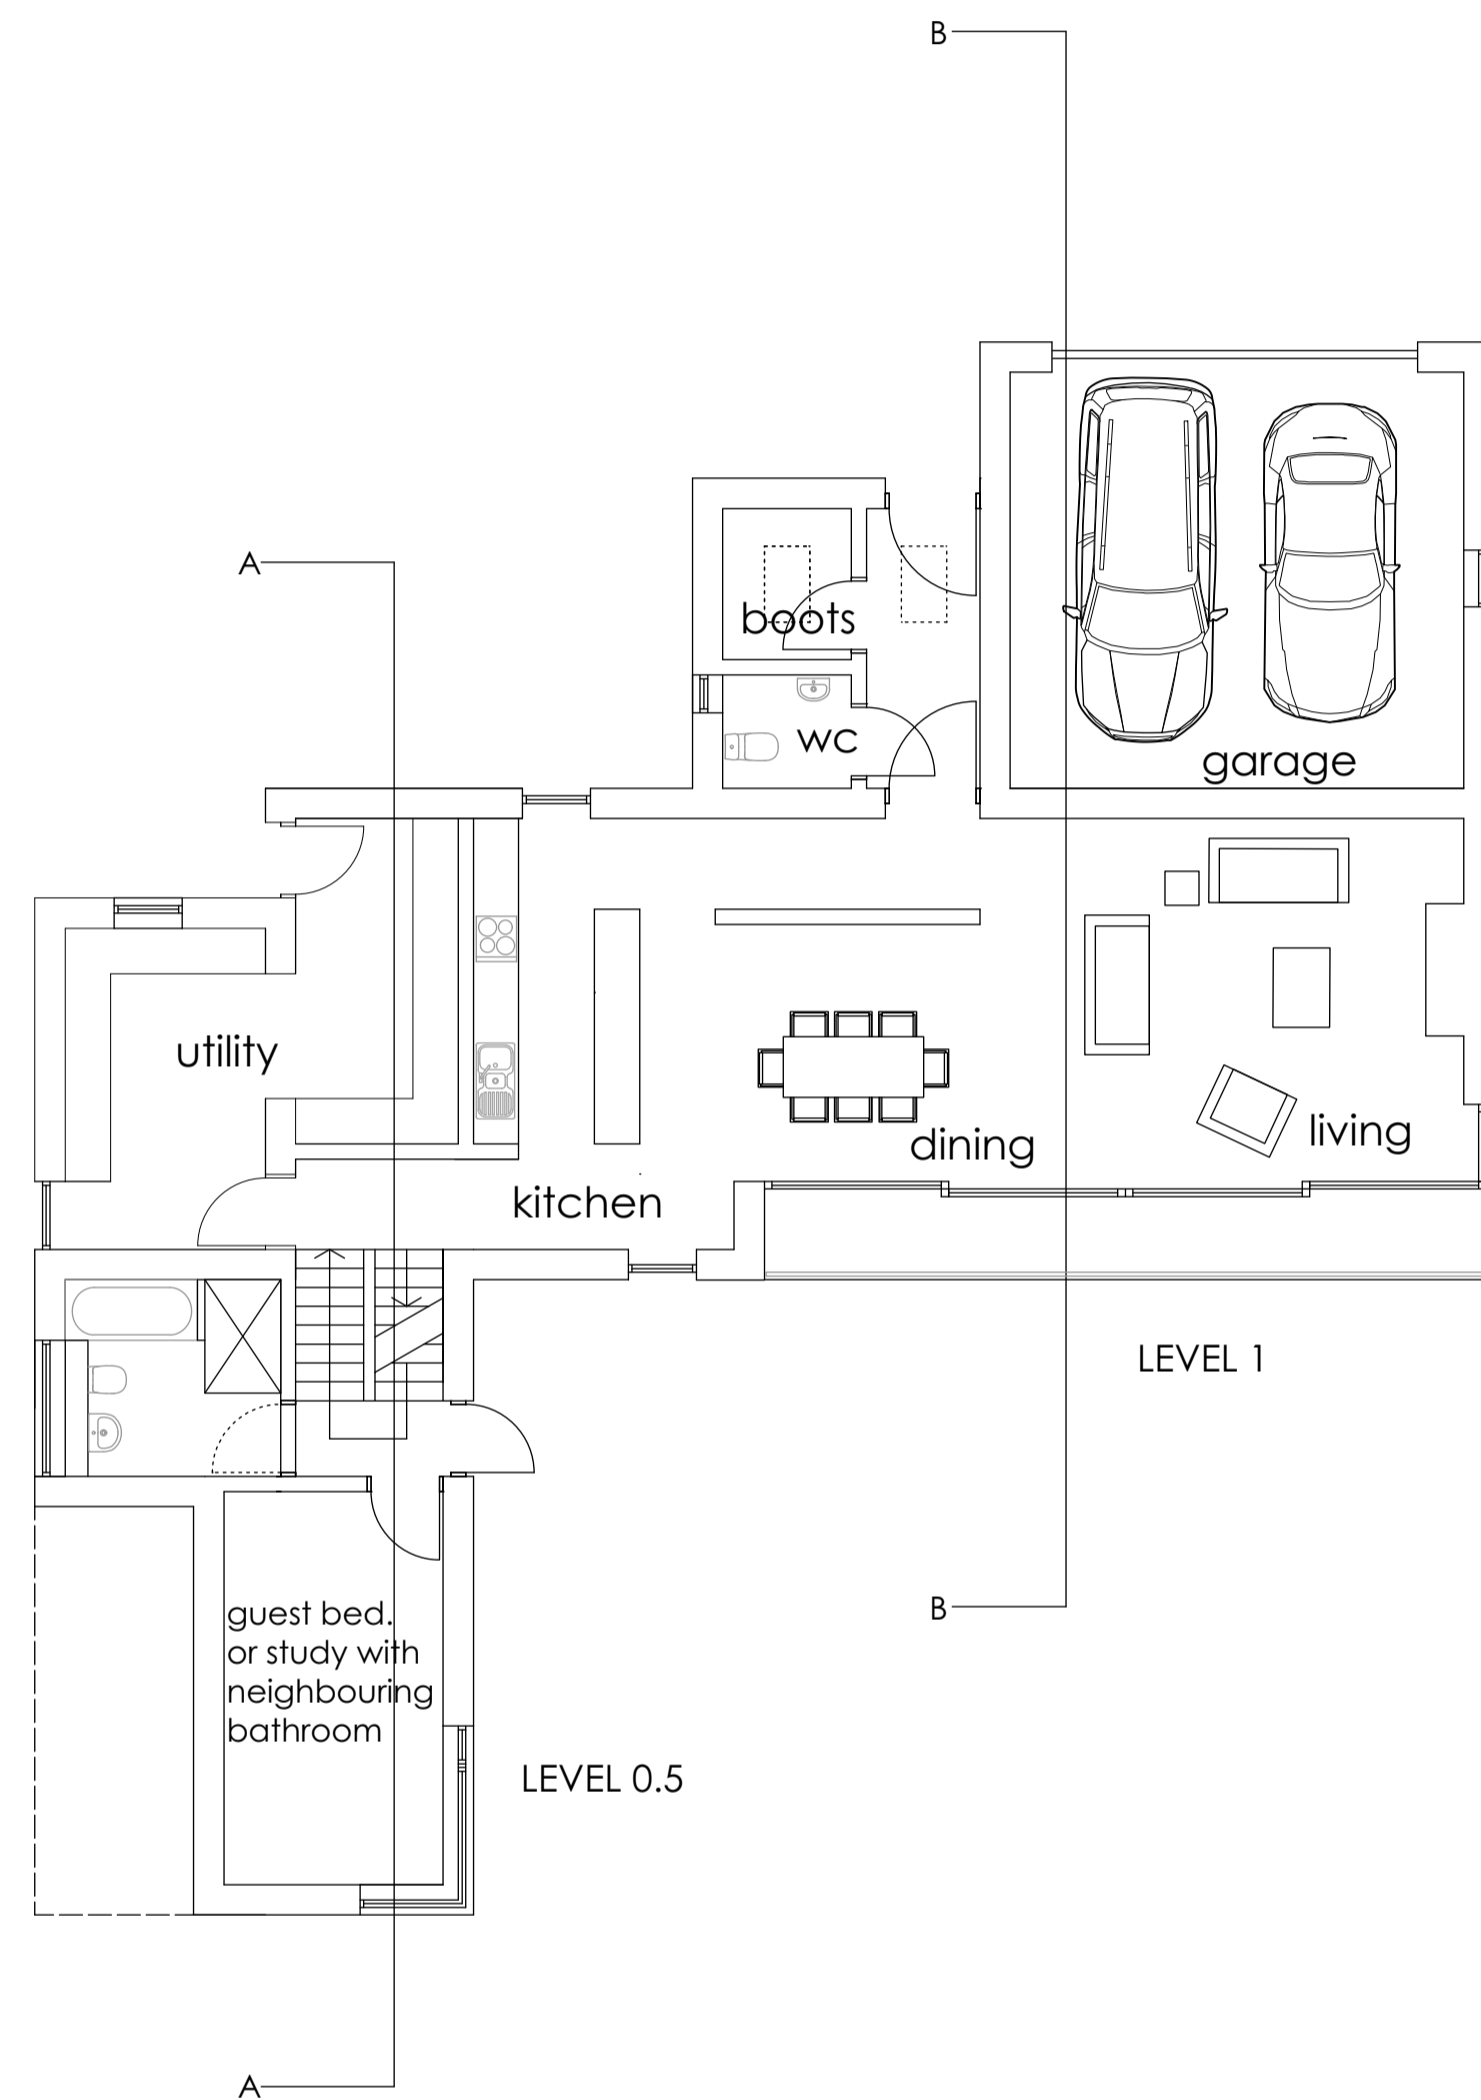 B
A
boots
wc
garage
utility
dining
living
kitchen
LEVEL 1
B
guest bed.
or study with
neighbouring
bathroom
LEVEL 0.5
A